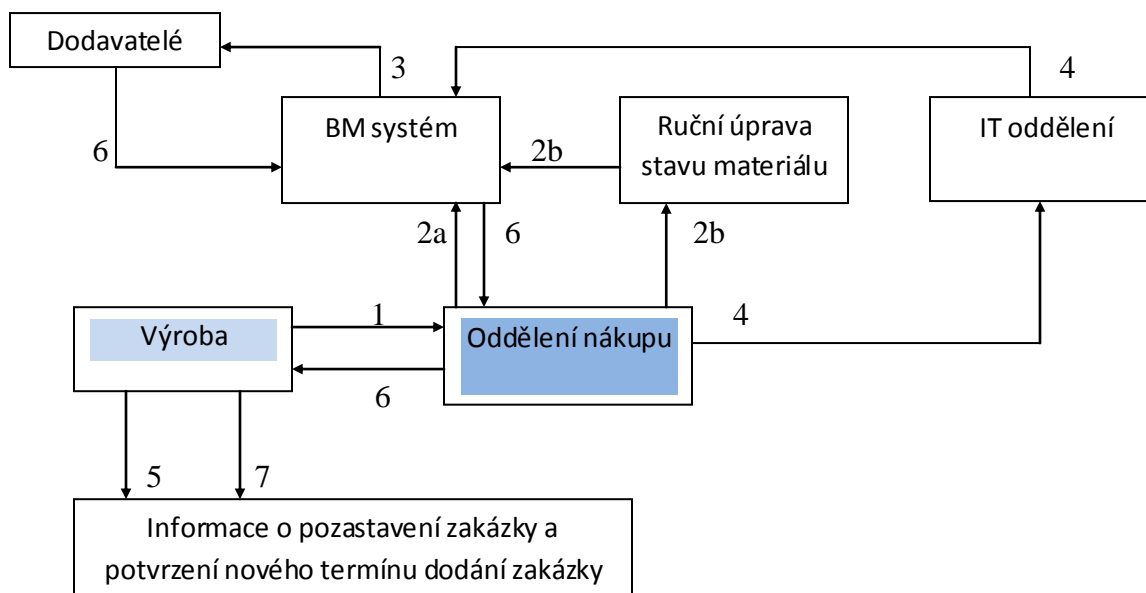 Dodavatelé
3
4
BM systém
Ruční úprava
stavu materiálu
IT oddělení
6
2b
2a
6
2b
1
Výroba
Oddělení nákupu
4
6
5
7
Informace o pozastavení zakázky a
potvrzení nového termínu dodání zakázky